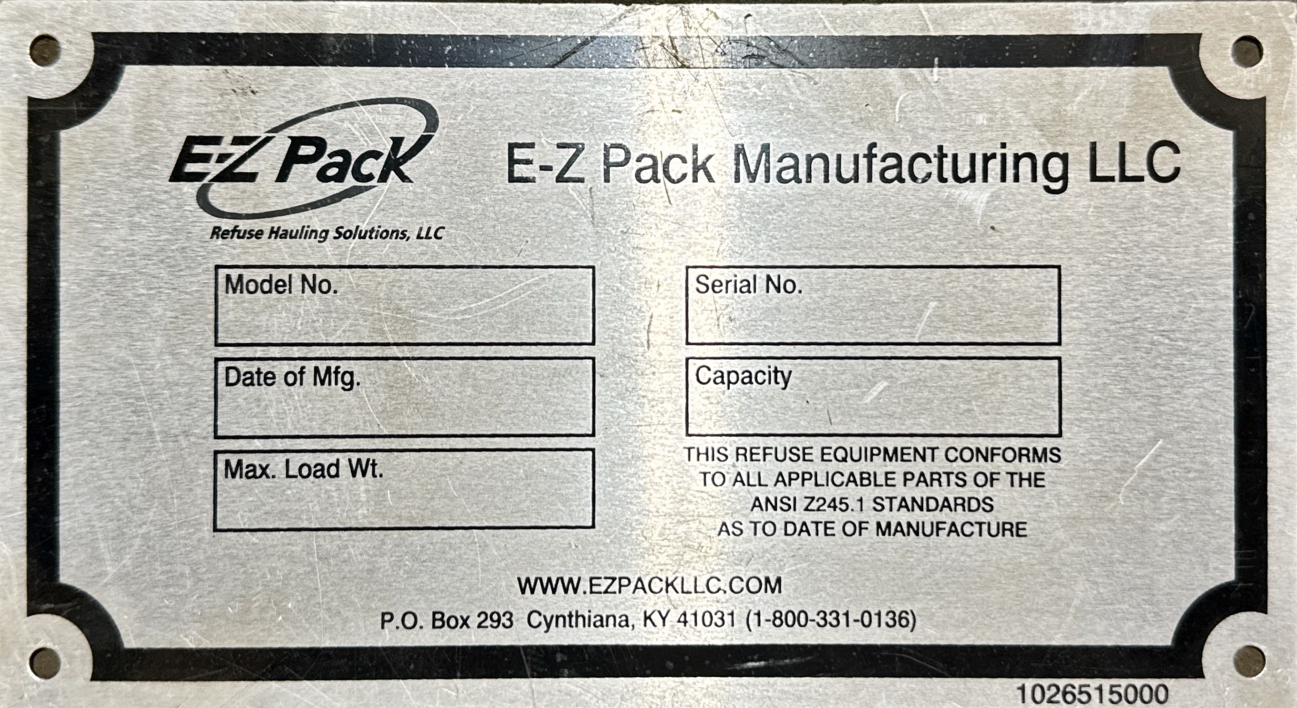 E-Z Pack
Refuse Hauling Solutions, LLC
E-Z Pack Manufacturing LLC
Model No.
Serial No.
Date of Mfg.
Capacity
Max. Load Wt.
THIS REFUSE EQUIPMENT CONFORMS
TO ALL APPLICABLE PARTS OF THE
ANSI Z245.1 STANDARDS
AS TO DATE OF MANUFACTURE
WWW.EZPACKLLC.COM
P.O. Box 293 Cynthiana, KY 41031 (1-800-331-0136)
1026515000